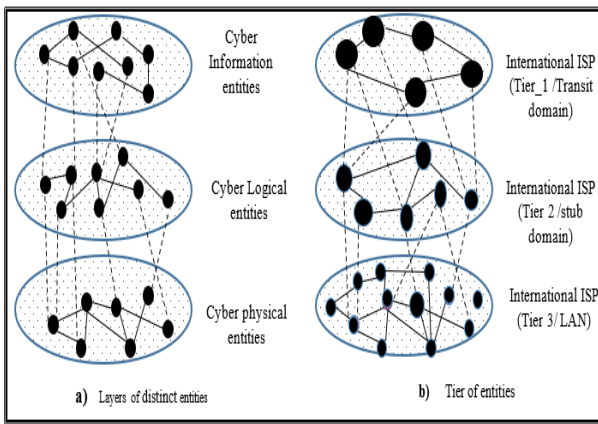 Cyber
Information
entities
Cyber Logical
entities
Cyber physical
entities
a) Layers of distinct entities
International ISP
(Tier_1 /Transit
domain)
International ISP
(Tier 2 /stub
domain)
International ISP
(Tier 3/ LAN)
b) Tier of entities